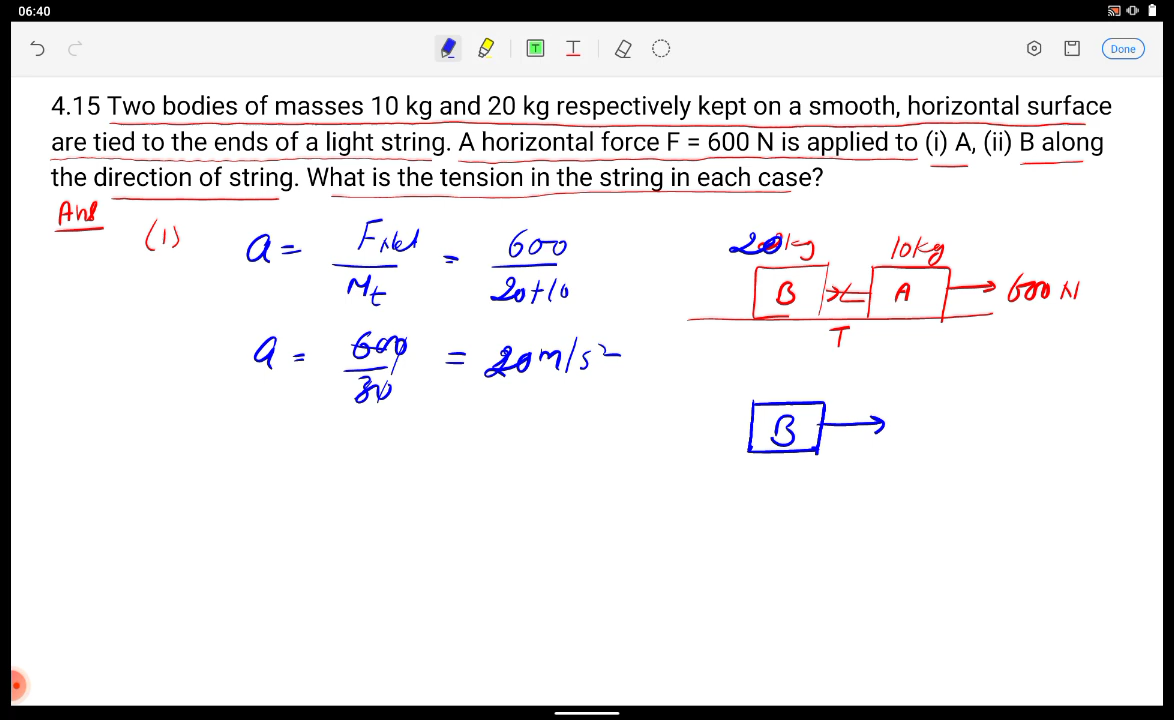 06:40
Done
4.15 Two bodies of masses 10 kg and 20 kg respectively kept on a smooth, horizontal surface
are tied to the ends of a light string. A horizontal force F = 600 N is applied to (i) A, (ii) B along
the direction of string. What is the tension in the string in each case?
Ans
(1) a = FNet / Mt = 600 / 20+10
20 kg 10kg
B A 600 N
T
a = 600 / 30 = 20 m/s²
B